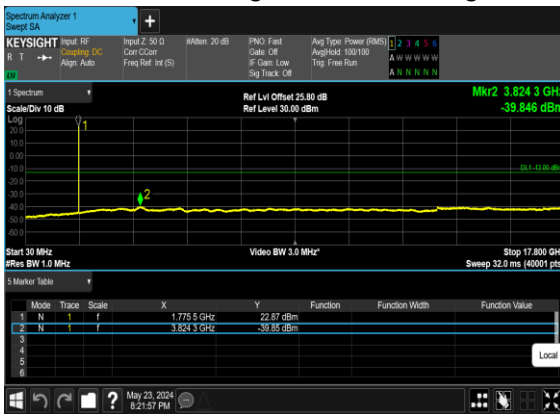 Spectrum Analyzer 1
Swept SA
KEYSIGHT
R T
LV
Input: RF
Coupling: DC
Align: Auto
Input Z: 50 Ω
Corr CCorr
Freq Ref: Int (S)
#Atten: 20 dB
PNO: Fast
Gate: Off
IF Gain: Low
Sig Track: Off
Avg Type: Power (RMS)
Avg|Hold: 100/100
Trig: Free Run
1 2 3 4 5 6
A W W W W W
A N N N N N
1 Spectrum
Scale/Div 10 dB
Ref Lvl Offset 25.80 dB
Ref Level 30.00 dBm
Mkr2 3.824 3 GHz
-39.846 dBm
Log
20.0
10.0
0.00
-10.0
-20.0
-30.0
-40.0
-50.0
-60.0
1
2
DL1 -13.00 dBm
Start 30 MHz
#Res BW 1.0 MHz
Video BW 3.0 MHz*
Stop 17.800 GH
Sweep 32.0 ms (40001 pts
5 Marker Table
Mode Trace Scale X Y Function Function Width Function Value
1 N 1 f 1.775 5 GHz 22.87 dBm
2 N 1 f 3.824 3 GHz -39.85 dBm
3
4
5
6
Local
?
May 23, 2024
8:21:57 PM